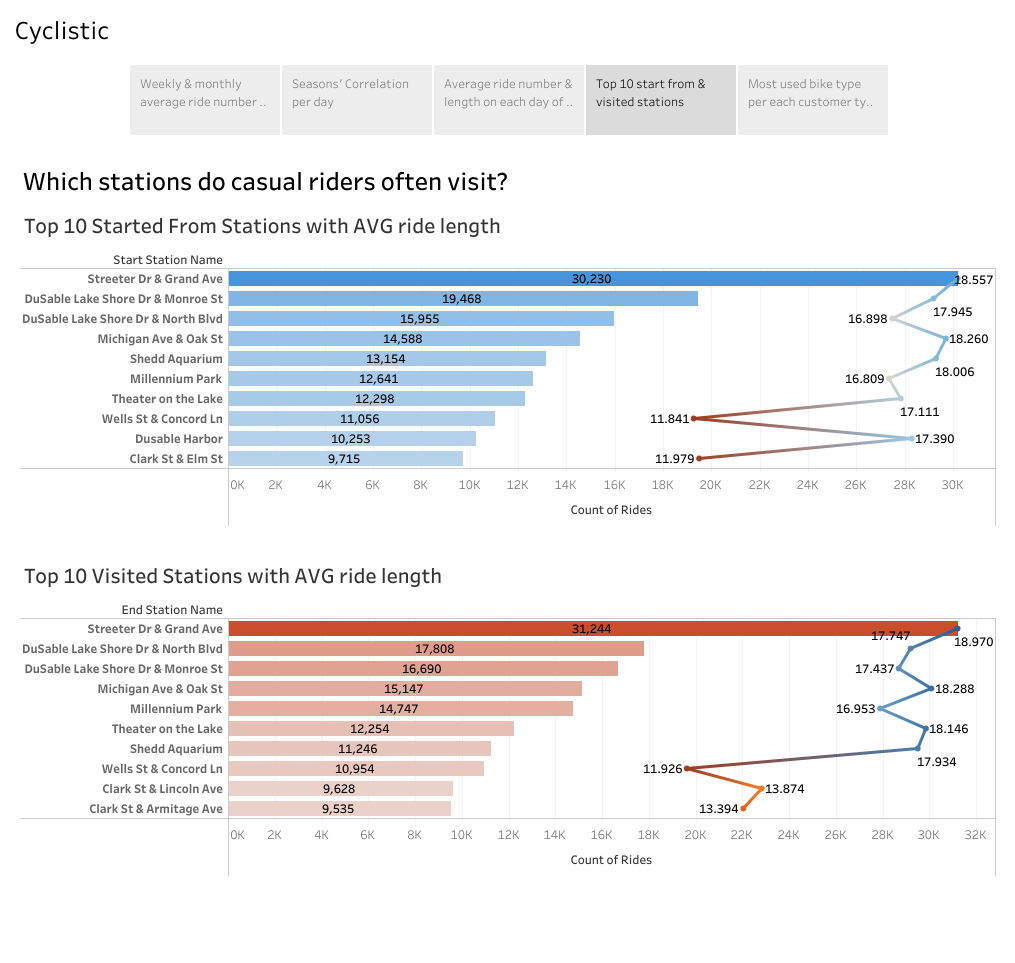 Cyclistic
Weekly & monthly
average ride number ..
Seasons' Correlation
per day
Average ride number &
length on each day of ..
Top 10 start from &
visited stations
Most used bike type
per each customer ty..
Which stations do casual riders often visit?
Top 10 Started From Stations with AVG ride length
Start Station Name
Streeter Dr & Grand Ave 30,230 18.557
DuSable Lake Shore Dr & Monroe St 19,468 17.945
DuSable Lake Shore Dr & North Blvd 15,955 16.898
Michigan Ave & Oak St 14,588 18.260
Shedd Aquarium 13,154 18.006
Millennium Park 12,641 16.809
Theater on the Lake 12,298 17.111
Wells St & Concord Ln 11,056 11.841
Dusable Harbor 10,253 17.390
Clark St & Elm St 9,715 11.979
0K 2K 4K 6K 8K 10K 12K 14K 16K 18K 20K 22K 24K 26K 28K 30K
Count of Rides
Top 10 Visited Stations with AVG ride length
End Station Name
Streeter Dr & Grand Ave 31,244 18.970
DuSable Lake Shore Dr & North Blvd 17,808 17.747
DuSable Lake Shore Dr & Monroe St 16,690 17.437
Michigan Ave & Oak St 15,147 18.288
Millennium Park 14,747 16.953
Theater on the Lake 12,254 18.146
Shedd Aquarium 11,246 17.934
Wells St & Concord Ln 10,954 11.926
Clark St & Lincoln Ave 9,628 13.874
Clark St & Armitage Ave 9,535 13.394
0K 2K 4K 6K 8K 10K 12K 14K 16K 18K 20K 22K 24K 26K 28K 30K 32K
Count of Rides